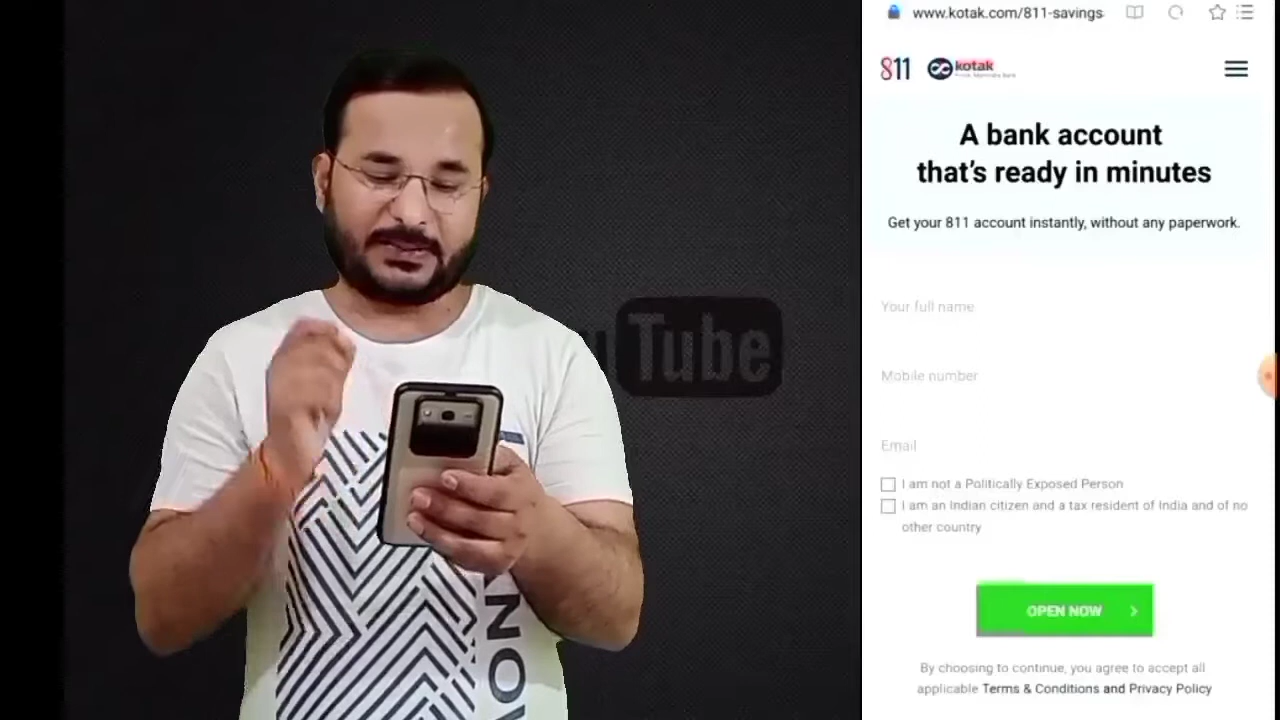 Tube
NO
www.kotak.com/811-savings
811 kotak
A bank account
that's ready in minutes
Get your 811 account instantly, without any paperwork.
Your full name
Mobile number
Email
I am not a Politically Exposed Person
I am an Indian citizen and a tax resident of India and of no
other country
OPEN NOW
By choosing to continue, you agree to accept all
applicable Terms & Conditions and Privacy Policy